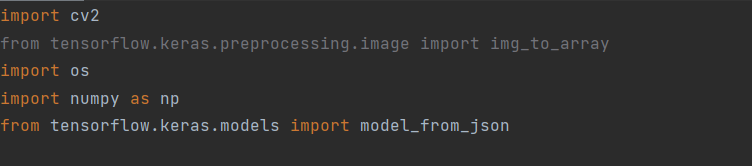 import cv2
from tensorflow.keras.preprocessing.image import img_to_array
import os
import numpy as np
from tensorflow.keras.models import model_from_json